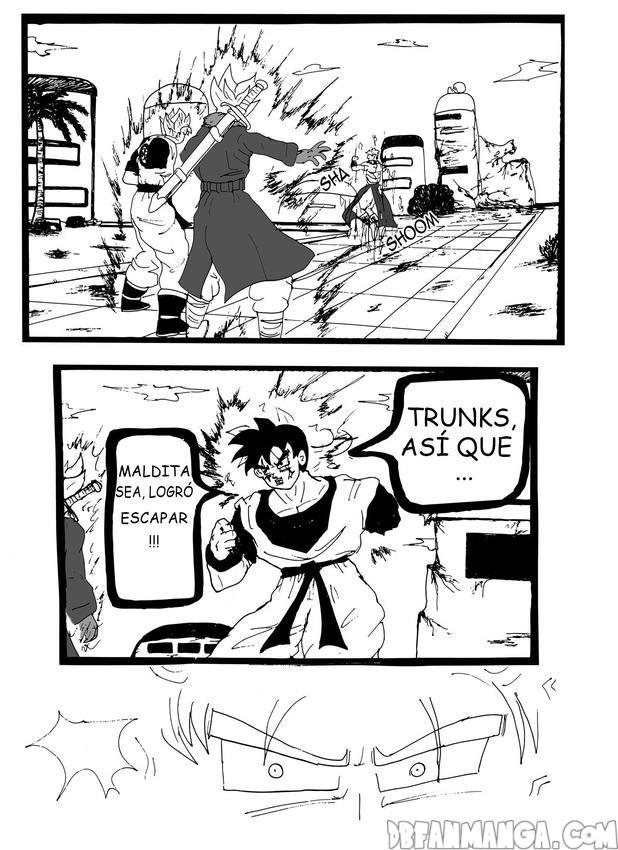 SHA
SHOOM
MALDITA
SEA, LOGRÓ
ESCAPAR
!!!
TRUNKS,
ASÍ QUE
...
DBFANMANGA.COM